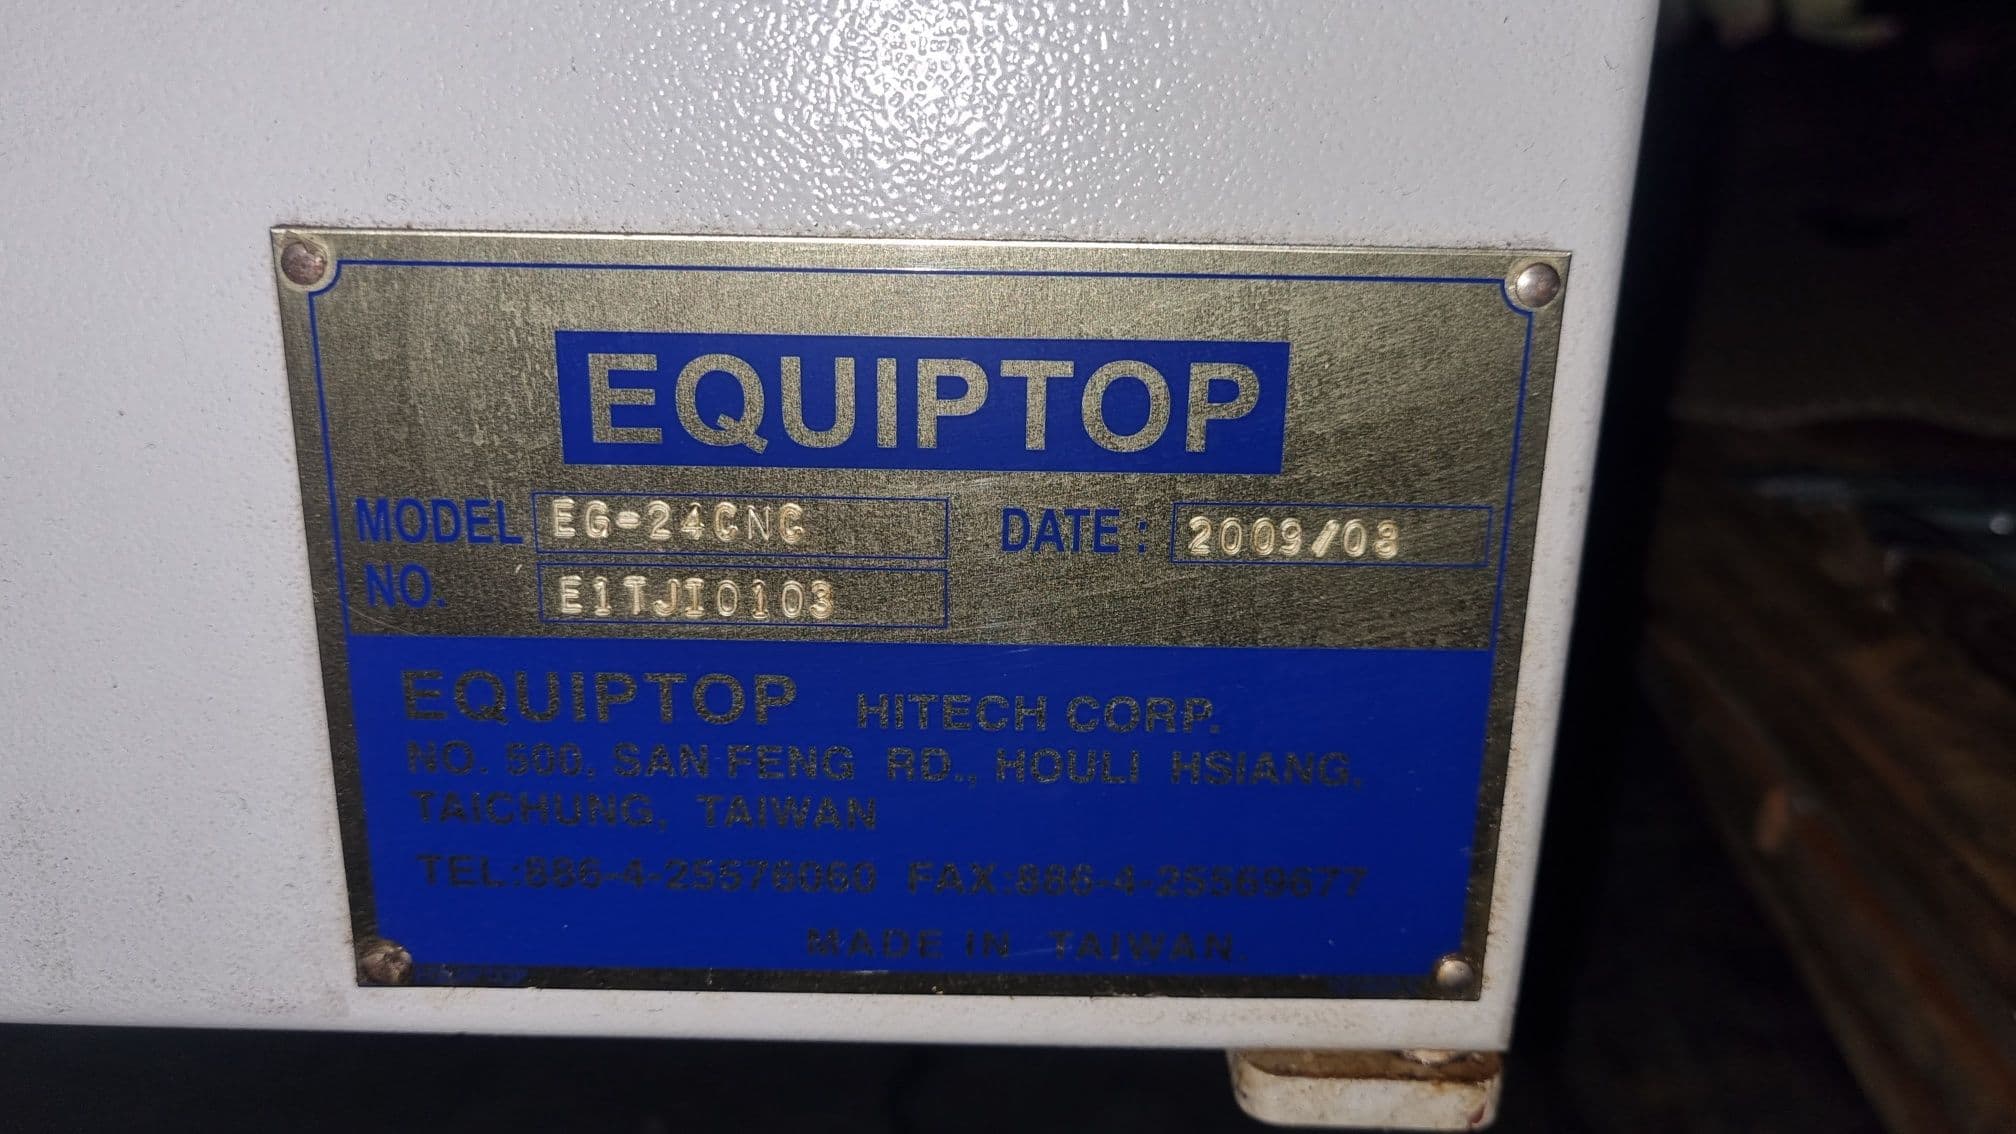 EQUIPTOP
MODEL EG-24CNC DATE: 2009/08
NO. E1TJI0103
EQUIPTOP HITECH CORP.
NO. 500, SAN-FENG RD., HOULI HSIANG,
TAICHUNG, TAIWAN
TEL:886-4-25576060 FAX:886-4-25569677
MADE IN TAIWAN.